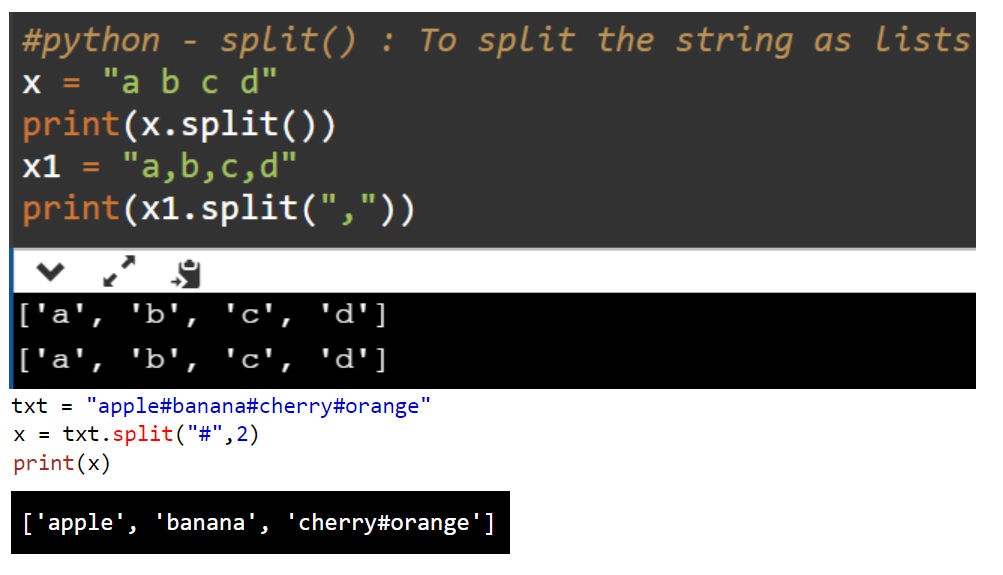 #python - split() : To split the string as lists
x = "a b c d"
print(x.split())
x1 = "a,b,c,d"
print(x1.split(","))
['a', 'b', 'c', 'd']
['a', 'b', 'c', 'd']
txt = "apple#banana#cherry#orange"
x = txt.split("#",2)
print(x)
['apple', 'banana', 'cherry#orange']